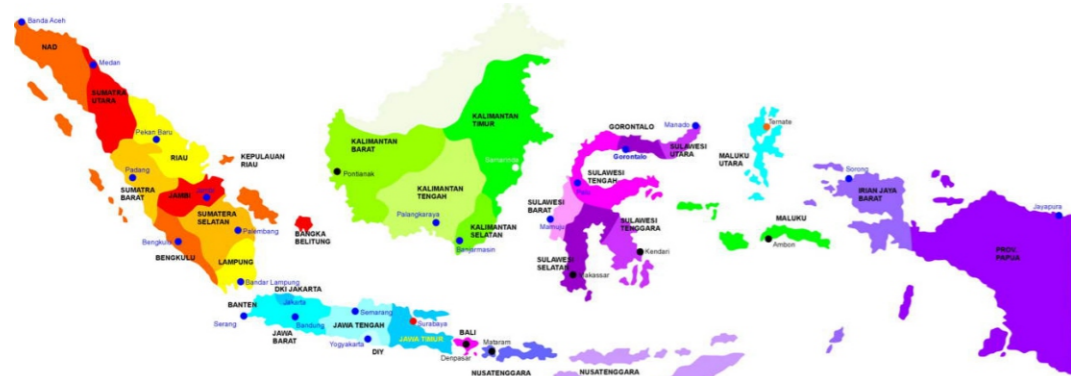 Banda Aceh
NAD
Medan
SUMATRA
UTARA
Pekan Baru
RIAU
KEPULAUAN
RIAU
Padang
SUMATRA
BARAT
JAMBI
Jambi
SUMATERA
SELATAN
Palembang
BANGKA
BELITUNG
Bengkulu
BENGKULU
LAMPUNG
Bandar Lampung
DKI JAKARTA
BANTEN
Jakarta
Serang
Bandung
JAWA
BARAT
Semarang
JAWA TENGAH
Yogyakarta
DIY
Surabaya
JAWA TIMUR
BALI
Denpasar
Mataram
NUSATENGGARA
NUSATENGGARA
KALIMANTAN
TIMUR
KALIMANTAN
BARAT
Samarinda
Pontianak
KALIMANTAN
TENGAH
Palangkaraya
KALIMANTAN
SELATAN
Banjarmasin
GORONTALO
Manado
Gorontalo
SULAWESI
UTARA
SULAWESI
TENGAH
Palu
SULAWESI
BARAT
Mamuju
SULAWESI
TENGGARA
Kendari
SULAWESI
SELATAN
Makassar
Ternate
MALUKU
UTARA
MALUKU
Ambon
Sorong
IRIAN JAYA
BARAT
Jayapura
PROV.
PAPUA